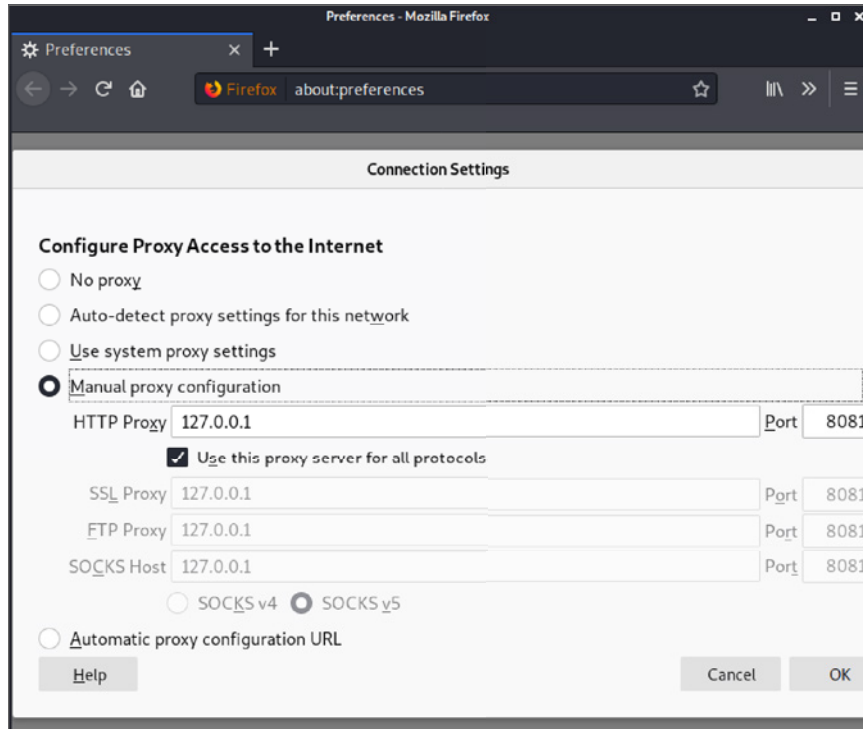 Preferences - Mozilla Firefox
Preferences
Firefox about:preferences
Connection Settings
Configure Proxy Access to the Internet
No proxy
Auto-detect proxy settings for this network
Use system proxy settings
Manual proxy configuration
HTTP Proxy 127.0.0.1 Port 8081
Use this proxy server for all protocols
SSL Proxy 127.0.0.1 Port 8081
FTP Proxy 127.0.0.1 Port 8081
SOCKS Host 127.0.0.1 Port 8081
SOCKS v4 SOCKS v5
Automatic proxy configuration URL
Help Cancel OK